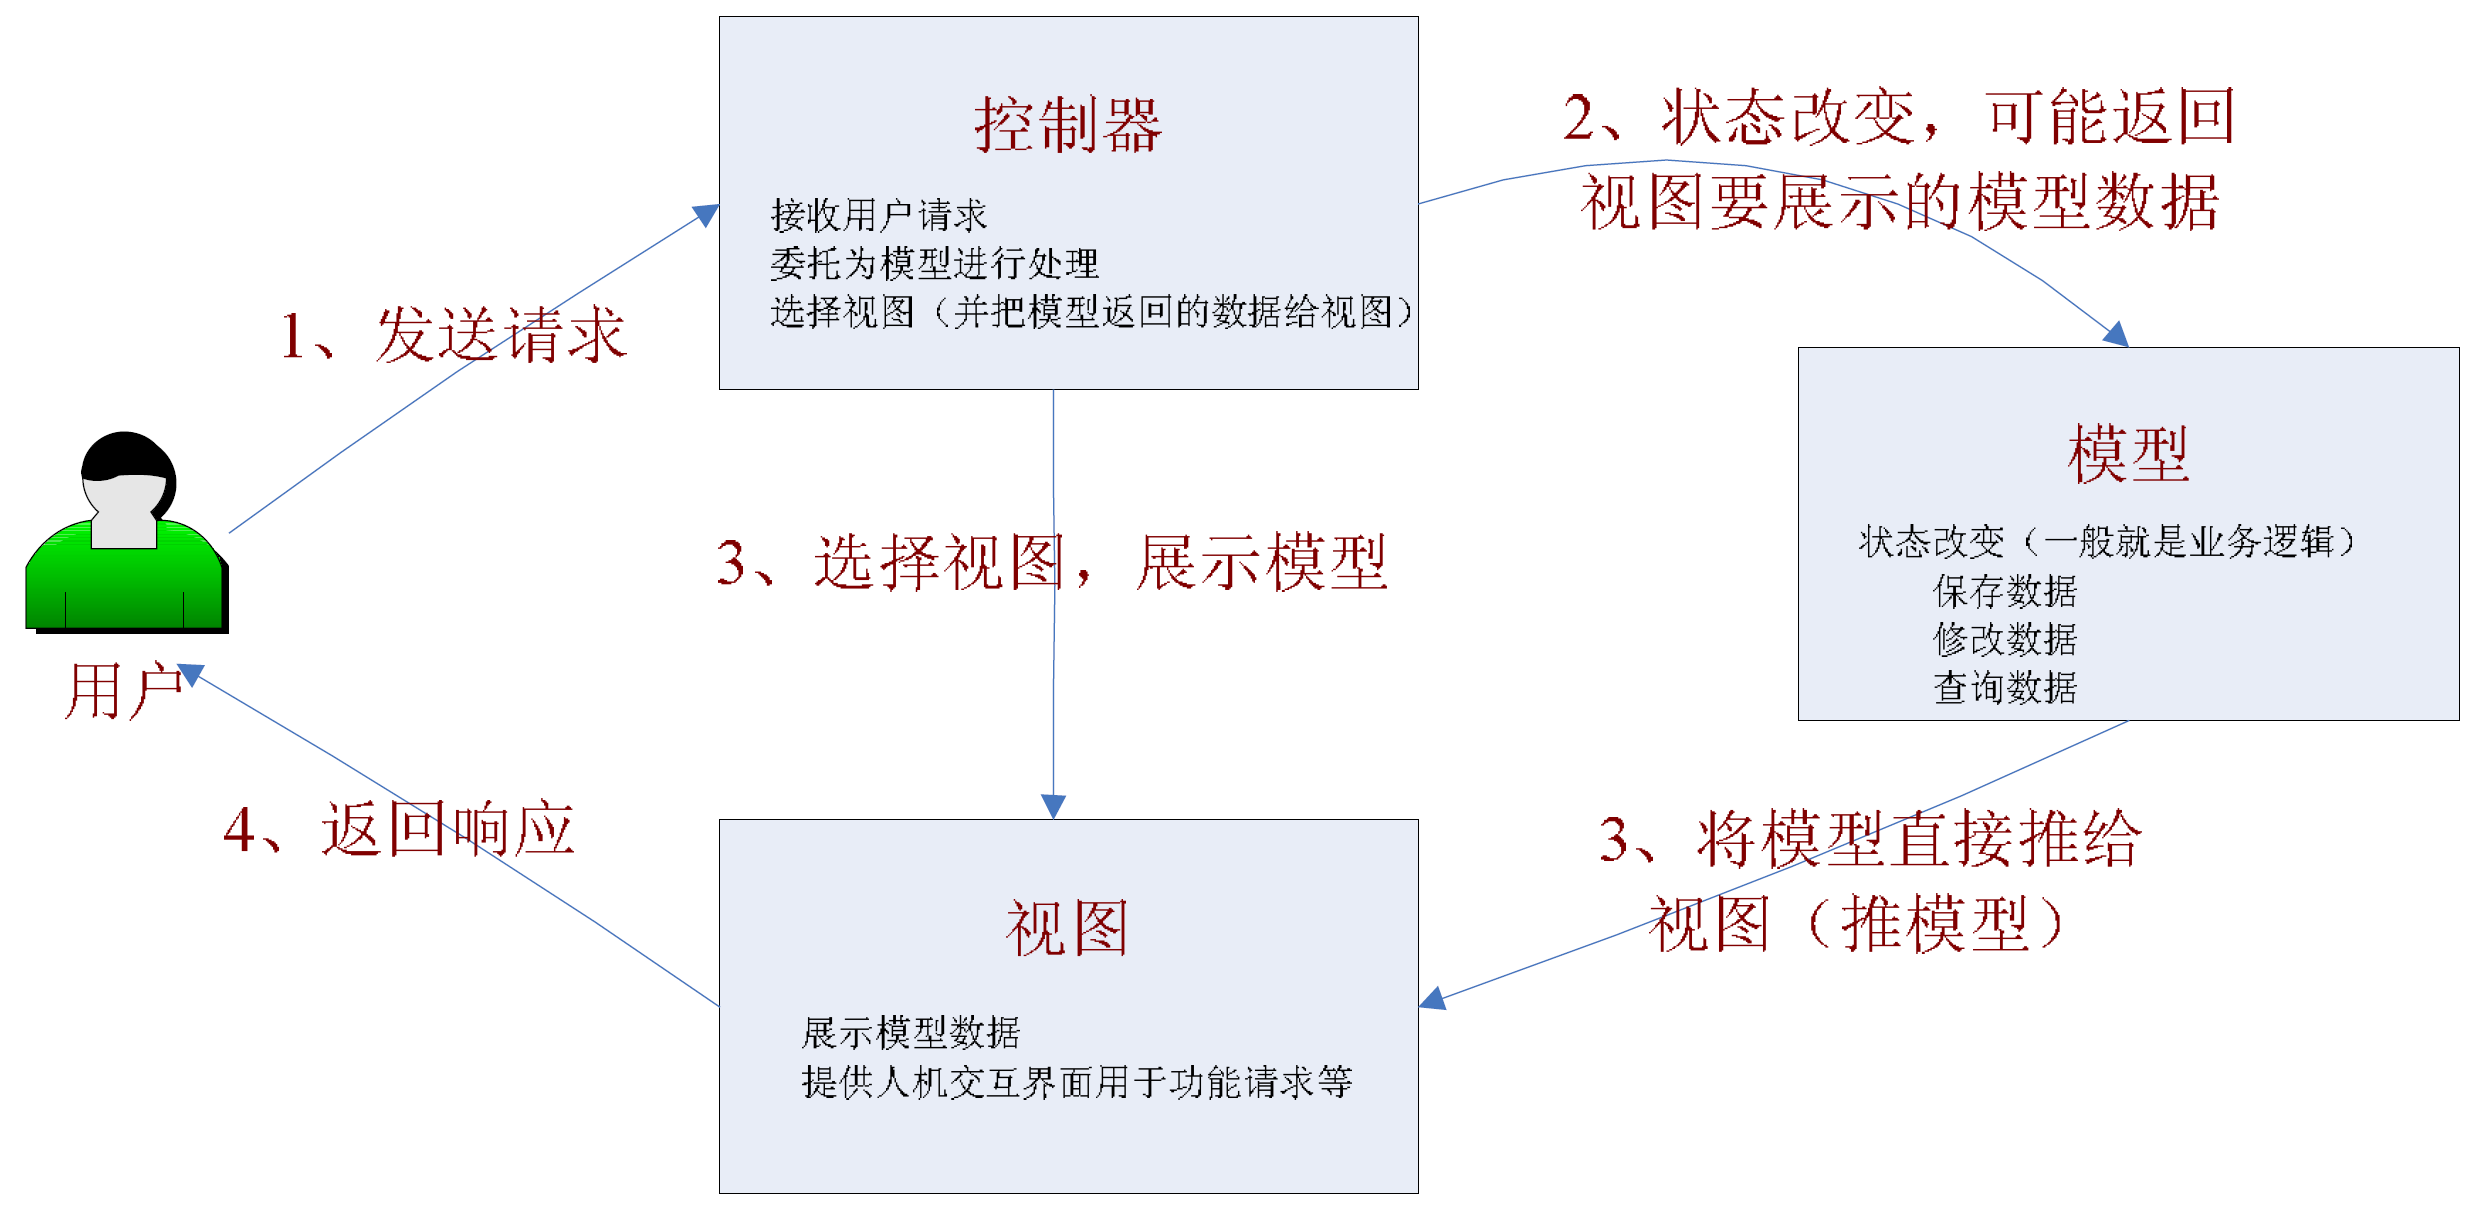 控制器
接收用户请求
委托为模型进行处理
选择视图（并把模型返回的数据给视图）
2、状态改变，可能返回
视图要展示的模型数据
1、发送请求
模型
状态改变（一般就是业务逻辑）
保存数据
修改数据
查询数据
3、选择视图，展示模型
用户
4、返回响应
3、将模型直接推给
视图（推模型）
视图
展示模型数据
提供人机交互界面用于功能请求等